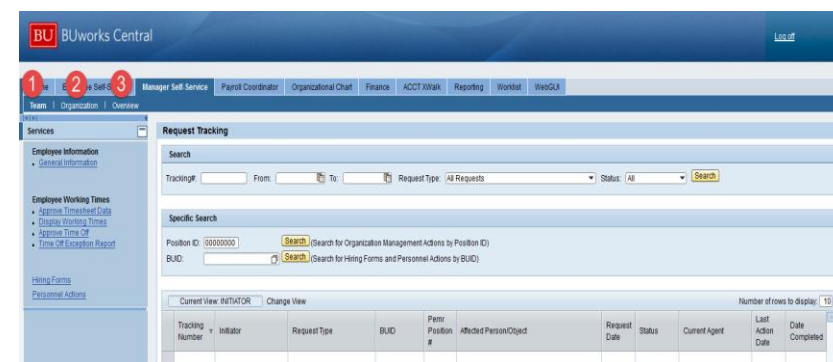 BU BUworks Central
Log off
1 2 3
Manager Self-Service Payroll Coordinator Organizational Chart Finance ACCT XWalk Reporting Worklist WebGUI
Team | Organization | Overview
Services
Request Tracking
Employee Information
General Information
Employee Working Times
Approve Timesheet Data
Display Working Times
Approve Time Off
Time Off Exception Report
Hiring Forms
Personnel Actions
Search
Tracking#: From: To: Request Type: All Requests Status: All Search
Specific Search
Position ID: 00000000 Search (Search for Organization Management Actions by Position ID)
BUID: Search (Search for Hiring Forms and Personnel Actions by BUID)
Current View: INITIATOR Change View Number of rows to display: 10
Tracking Number Initiator Request Type BUID Pernr Position # Affected Person/Object Request Date Status Current Agent Last Action Date Date Completed